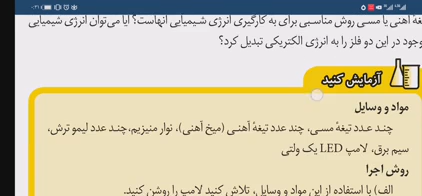 ۰:۳۱
تیغهٔ آهنی یا مسی روش مناسبی برای به کارگیری انرژی شیمیایی آنهاست؟ آیا می‌توان انرژی شیمیایی
وجود در این دو فلز را به انرژی الکتریکی تبدیل کرد؟
آزمایش کنید
مواد و وسایل
چند عدد تیغهٔ مسی، چند عدد تیغهٔ آهنی (میخ آهنی)، نوار منیزیم، چند عدد لیمو ترش،
سیم برق، لامپ LED یک ولتی
روش اجرا
الف) با استفاده از این مواد و وسایل، تلاش کنید لامپ را روشن کنید.